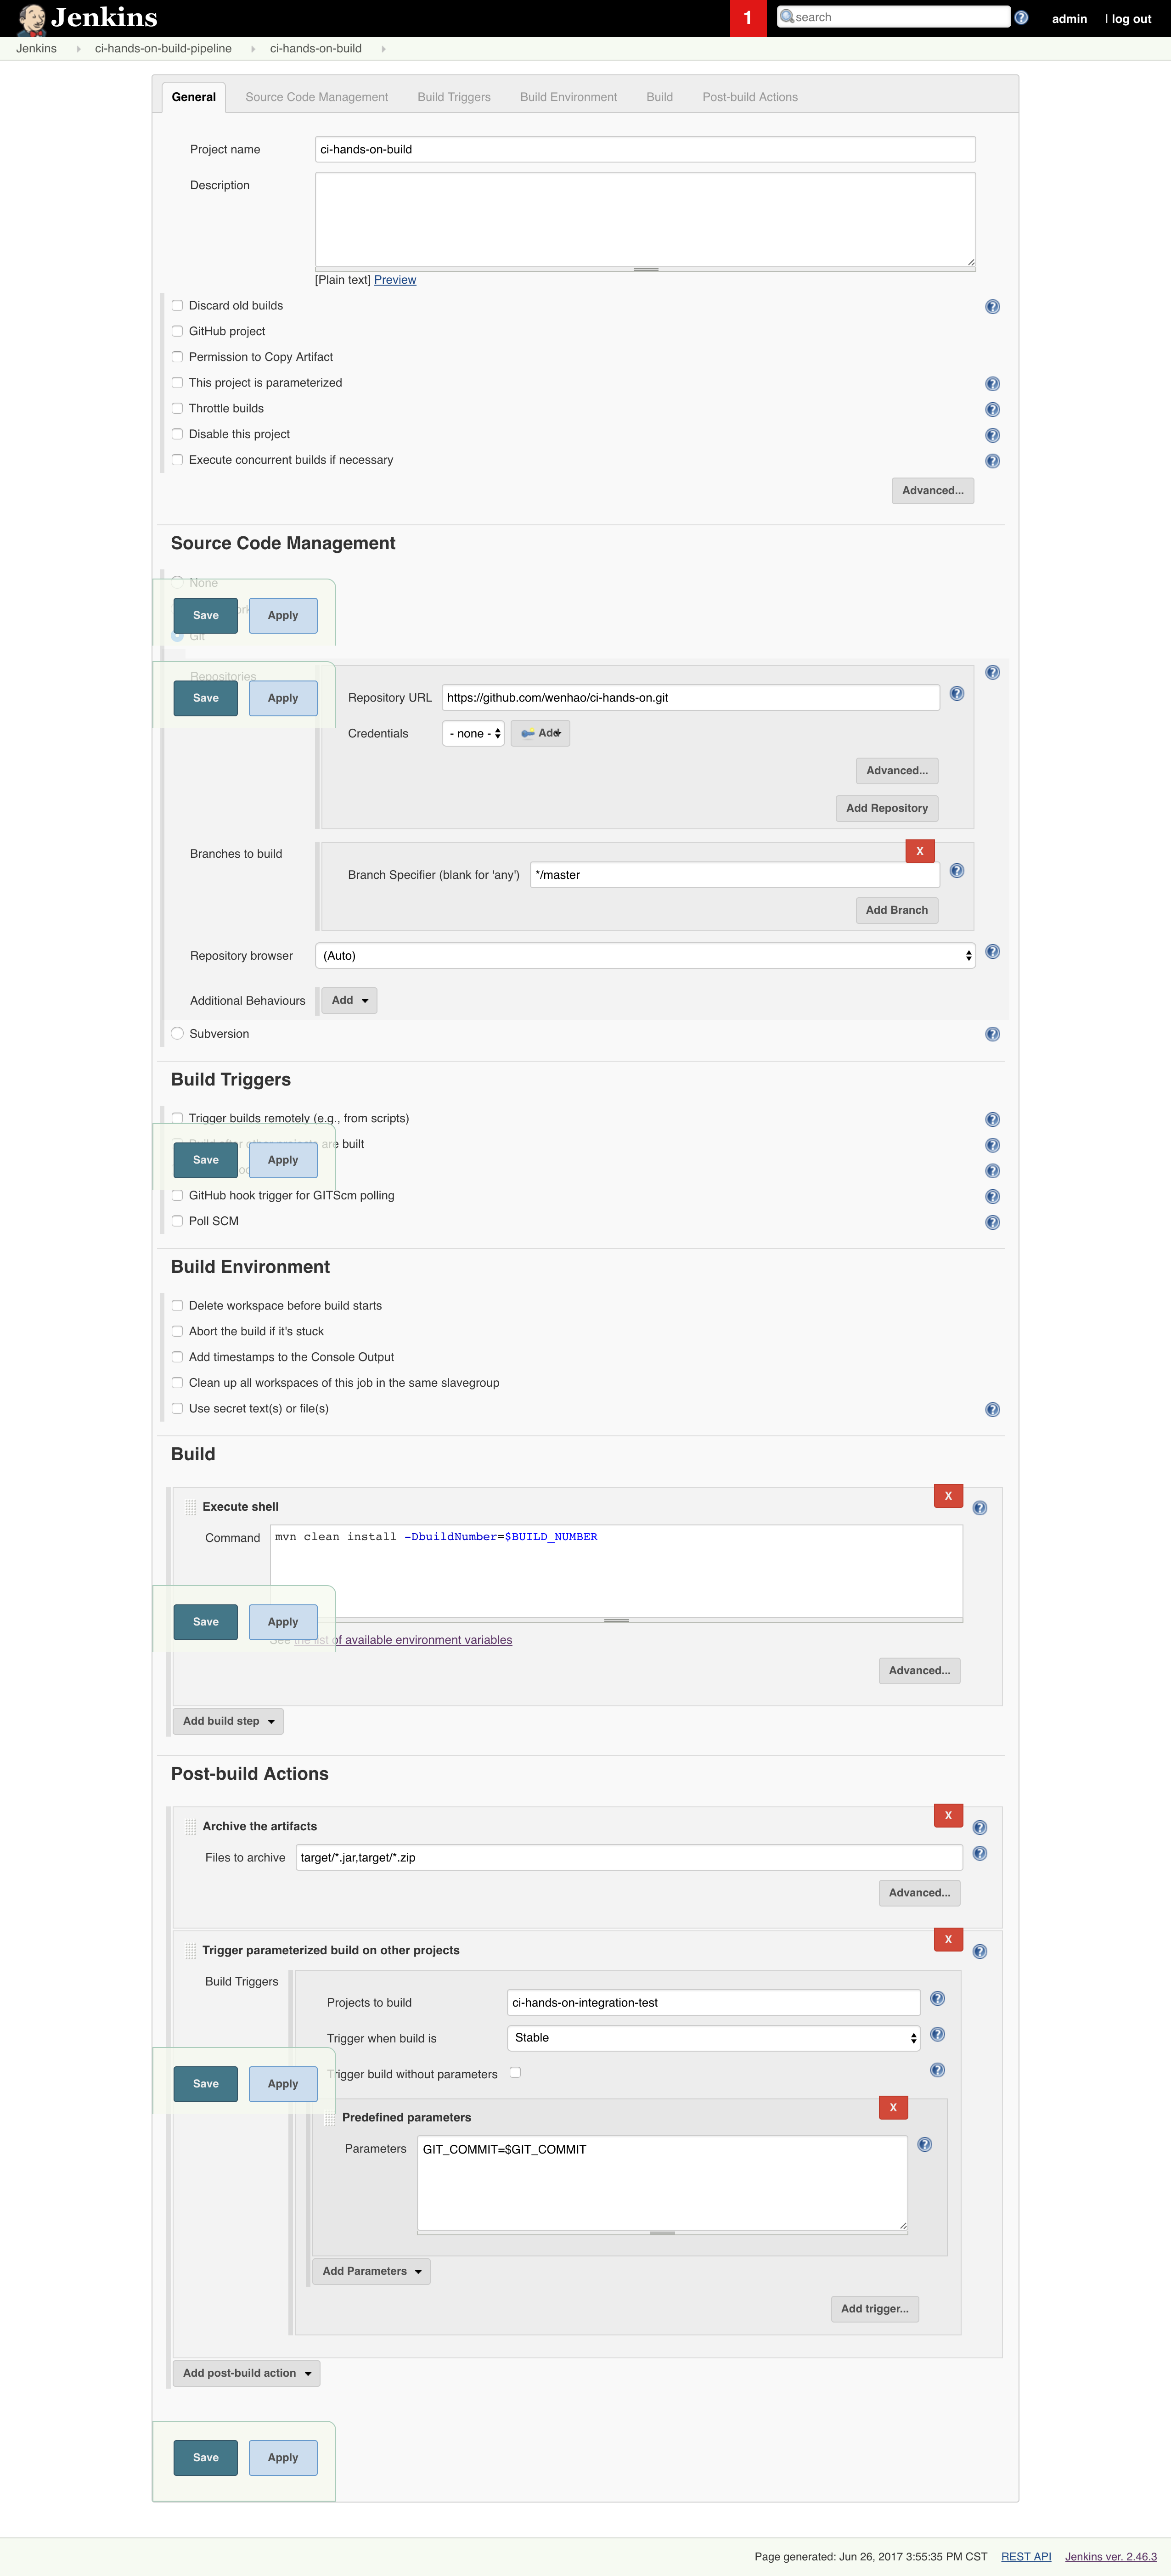 Jenkins
1
search
admin
| log out
Jenkins
ci-hands-on-build-pipeline
ci-hands-on-build
General
Source Code Management
Build Triggers
Build Environment
Build
Post-build Actions
Project name
ci-hands-on-build
Description
[Plain text] Preview
Discard old builds
GitHub project
Permission to Copy Artifact
This project is parameterized
Throttle builds
Disable this project
Execute concurrent builds if necessary
Advanced...
Source Code Management
None
Save
Apply
Git
Repositories
Save
Apply
Repository URL
https://github.com/wenhao/ci-hands-on.git
Credentials
- none -
Add
Advanced...
Add Repository
Branches to build
X
Branch Specifier (blank for 'any')
*/master
Add Branch
Repository browser
(Auto)
Additional Behaviours
Add
Subversion
Build Triggers
Trigger builds remotely (e.g., from scripts)
Build after other projects are built
Save
Apply
GitHub hook trigger for GITScm polling
Poll SCM
Build Environment
Delete workspace before build starts
Abort the build if it's stuck
Add timestamps to the Console Output
Clean up all workspaces of this job in the same slavegroup
Use secret text(s) or file(s)
Build
X
Execute shell
Command
mvn clean install -DbuildNumber=$BUILD_NUMBER
Save
Apply
See the list of available environment variables
Advanced...
Add build step
Post-build Actions
X
Archive the artifacts
Files to archive
target/*.jar,target/*.zip
Advanced...
X
Trigger parameterized build on other projects
Build Triggers
Projects to build
ci-hands-on-integration-test
Trigger when build is
Stable
Trigger build without parameters
Save
Apply
X
Predefined parameters
Parameters
GIT_COMMIT=$GIT_COMMIT
Add Parameters
Add trigger...
Add post-build action
Save
Apply
Page generated: Jun 26, 2017 3:55:35 PM CST
REST API
Jenkins ver. 2.46.3